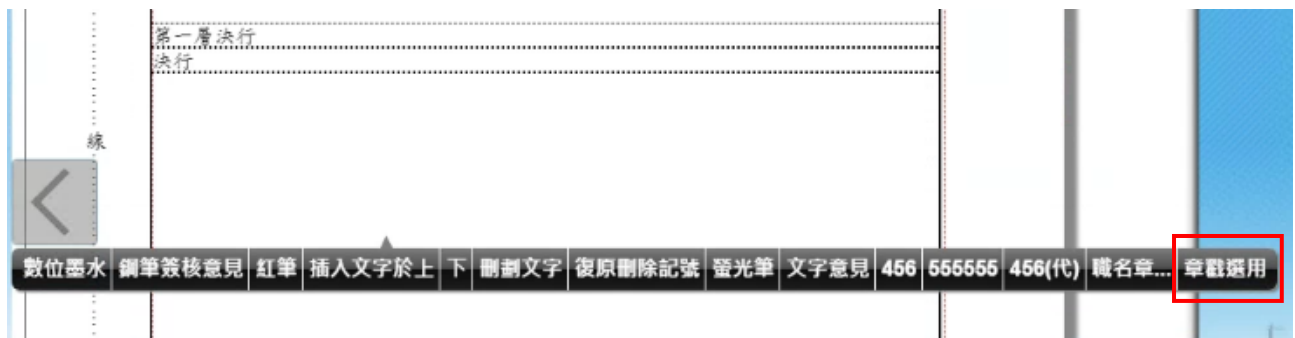 第一層決行
決行
線
數位墨水 鋼筆簽核意見 紅筆 插入文字於上 下 刪劃文字 復原刪除記號 螢光筆 文字意見 456 555555 456(代) 職名章... 章戳選用